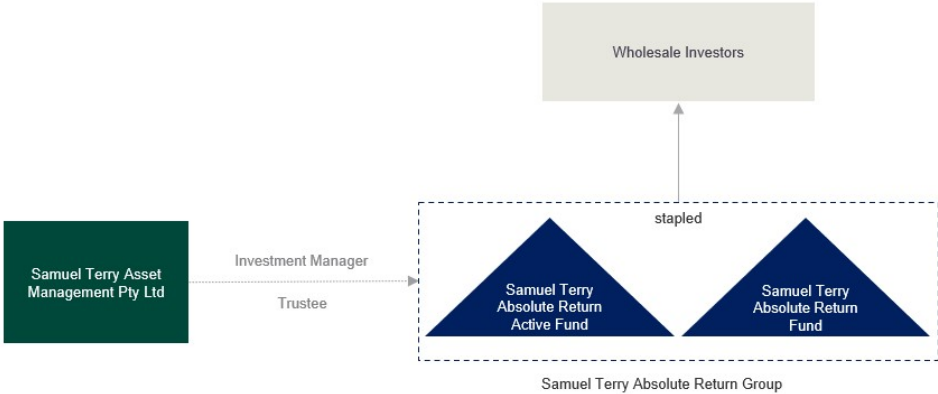 Wholesale Investors
stapled
Samuel Terry Asset
Management Pty Ltd
Investment Manager
Trustee
Samuel Terry
Absolute Return
Active Fund
Samuel Terry
Absolute Return
Fund
Samuel Terry Absolute Return Group